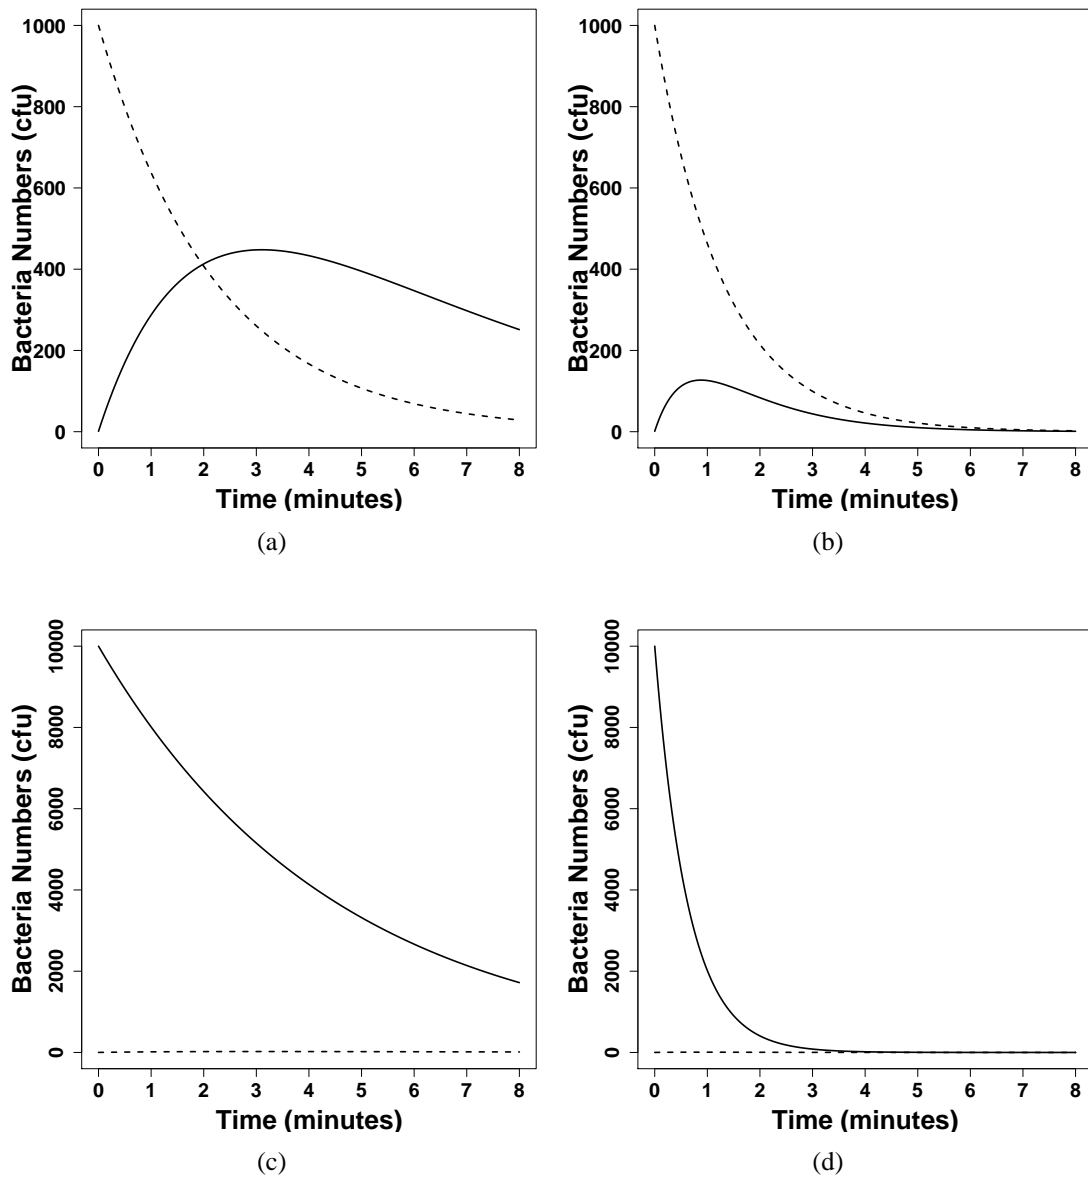 Bacteria Numbers (cfu)
1000
800
600
400
200
0
0 1 2 3 4 5 6 7 8
Time (minutes)
(a)
Bacteria Numbers (cfu)
1000
800
600
400
200
0
0 1 2 3 4 5 6 7 8
Time (minutes)
(b)
Bacteria Numbers (cfu)
10000
8000
6000
4000
2000
0
0 1 2 3 4 5 6 7 8
Time (minutes)
(c)
Bacteria Numbers (cfu)
10000
8000
6000
4000
2000
0
0 1 2 3 4 5 6 7 8
Time (minutes)
(d)